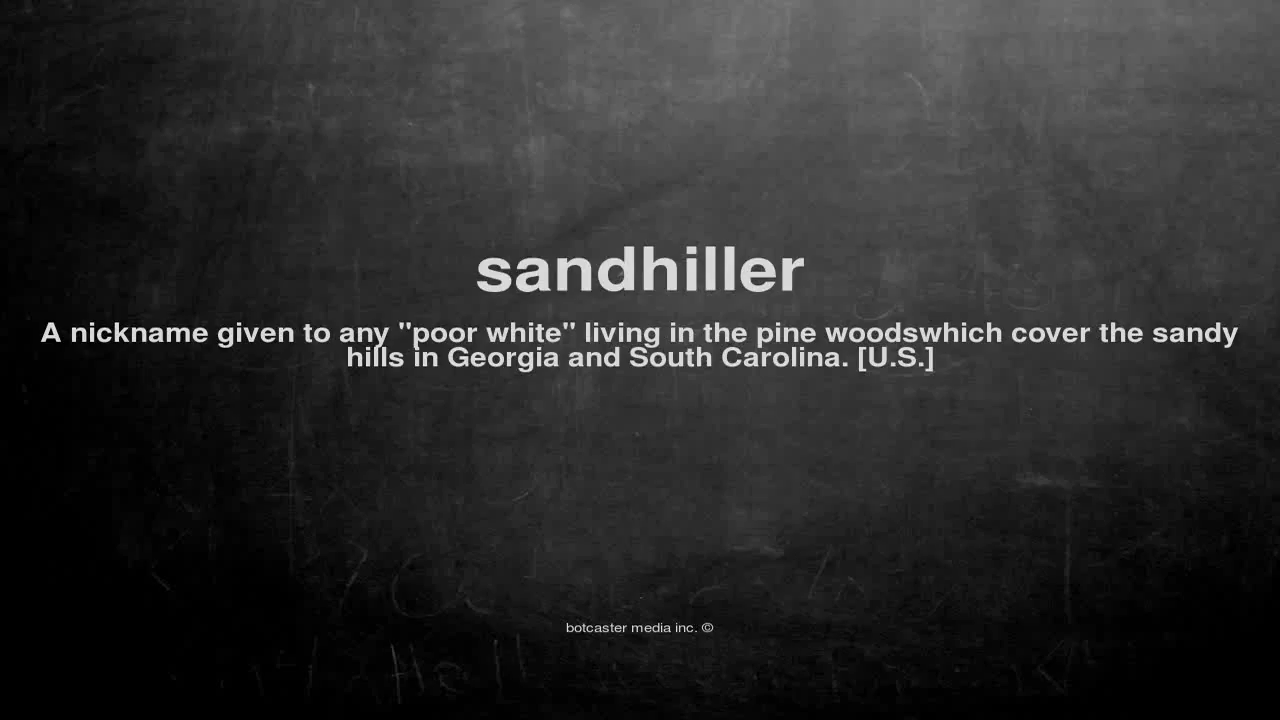 sandhiller
A nickname given to any "poor white" living in the pine woodswhich cover the sandy
hills in Georgia and South Carolina. [U.S.]
botcaster media inc. ©